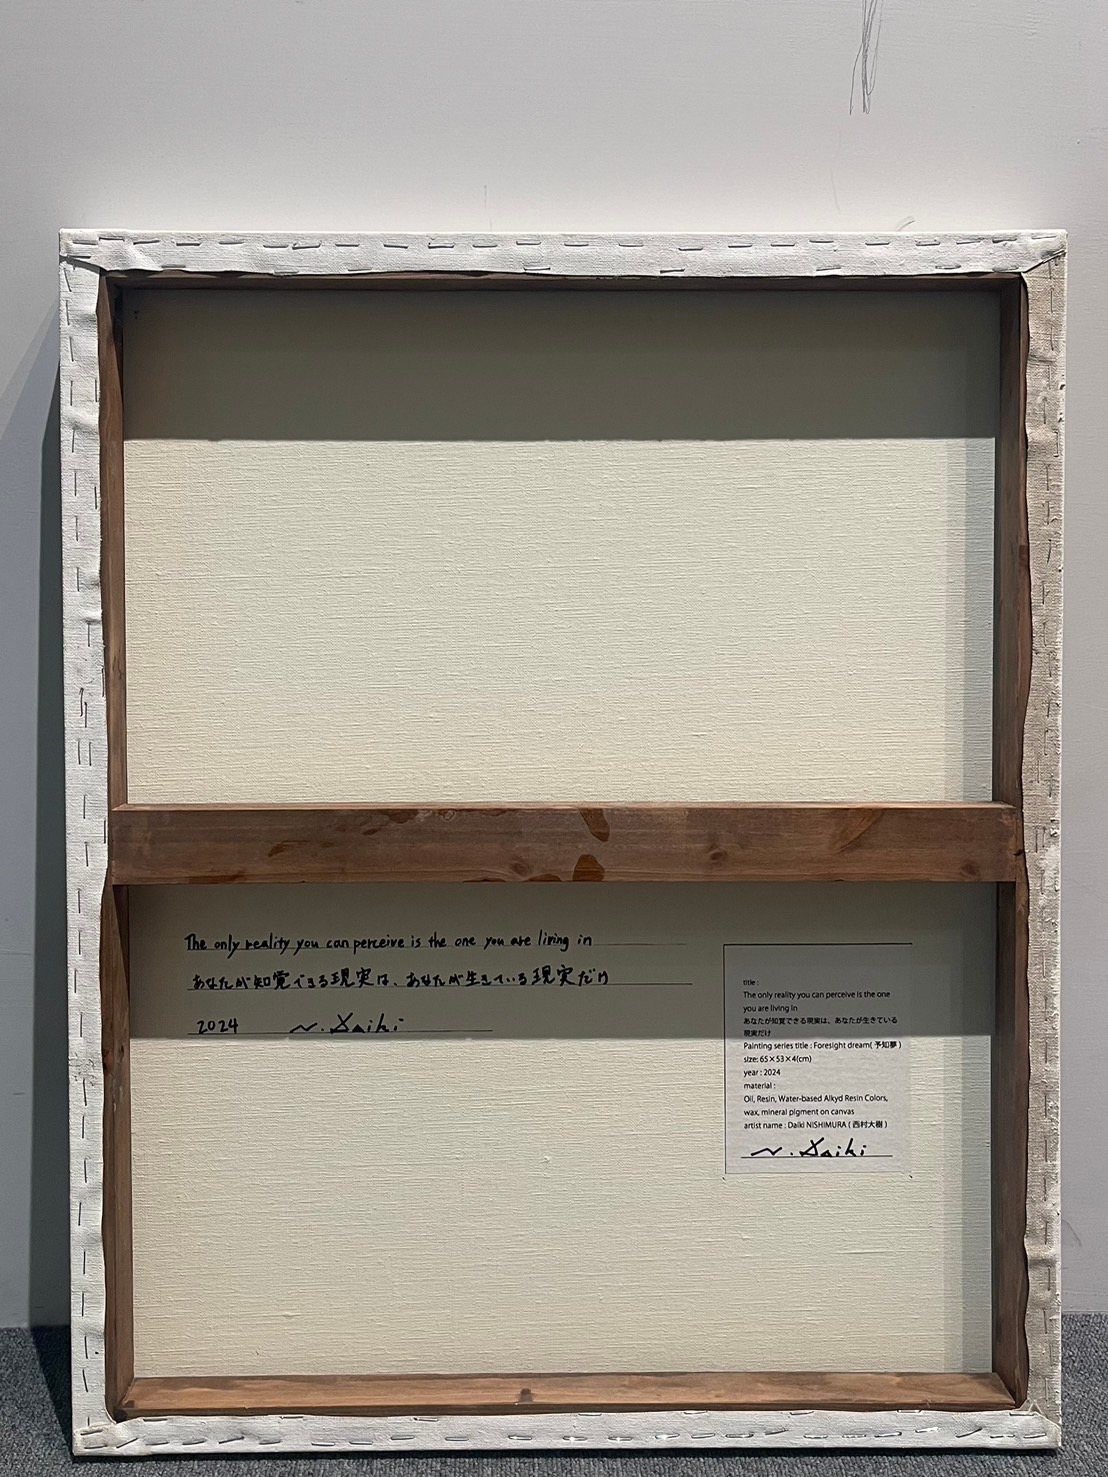 The only reality you can perceive is the one you are living in
あなたが知覚できる現実は、あなたが生きている現実だけ
2024 N. Daiki
title :
The only reality you can perceive is the one
you are living in
あなたが知覚できる現実は、あなたが生きている
現実だけ
Painting series title : Foresight dream( 予知夢 )
size: 65×53×4(cm)
year : 2024
material :
Oil, Resin, Water-based Alkyd Resin Colors,
wax, mineral pigment on canvas
artist name : Daiki NISHIMURA ( 西村大樹 )
N. Daiki